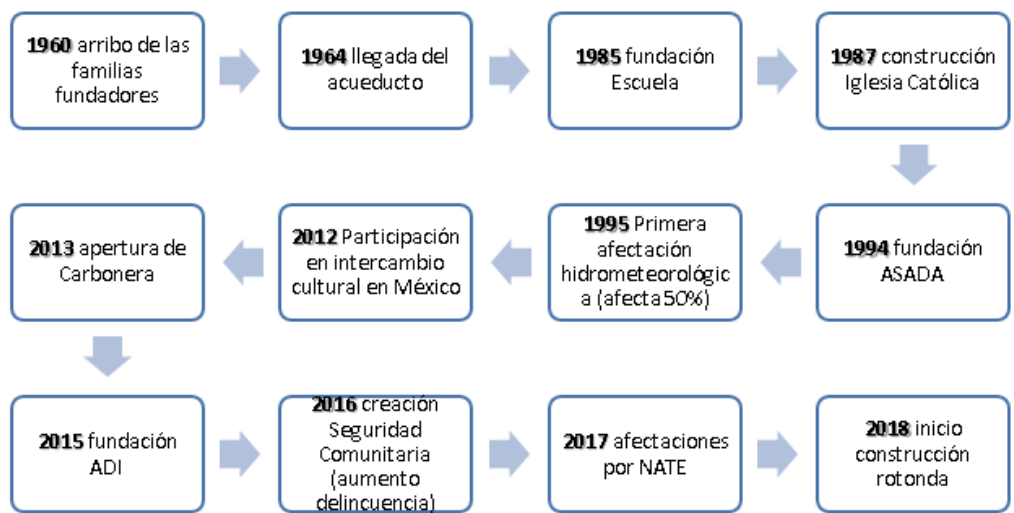 1960 arribo de las
familias
fundadores
1964 llegada del
acueducto
1985 fundación
Escuela
1987 construcción
Iglesia Católica
1994 fundación
ASADA
1995 Primera
afectación
hidrometeorológic
a (afecta 50%)
2012 Participación
en intercambio
cultural en México
2013 apertura de
Carbonera
2015 fundación
ADI
2016 creación
Seguridad
Comunitaria
(aumento
delincuencia)
2017 afectaciones
por NATE
2018 inicio
construcción
rotonda